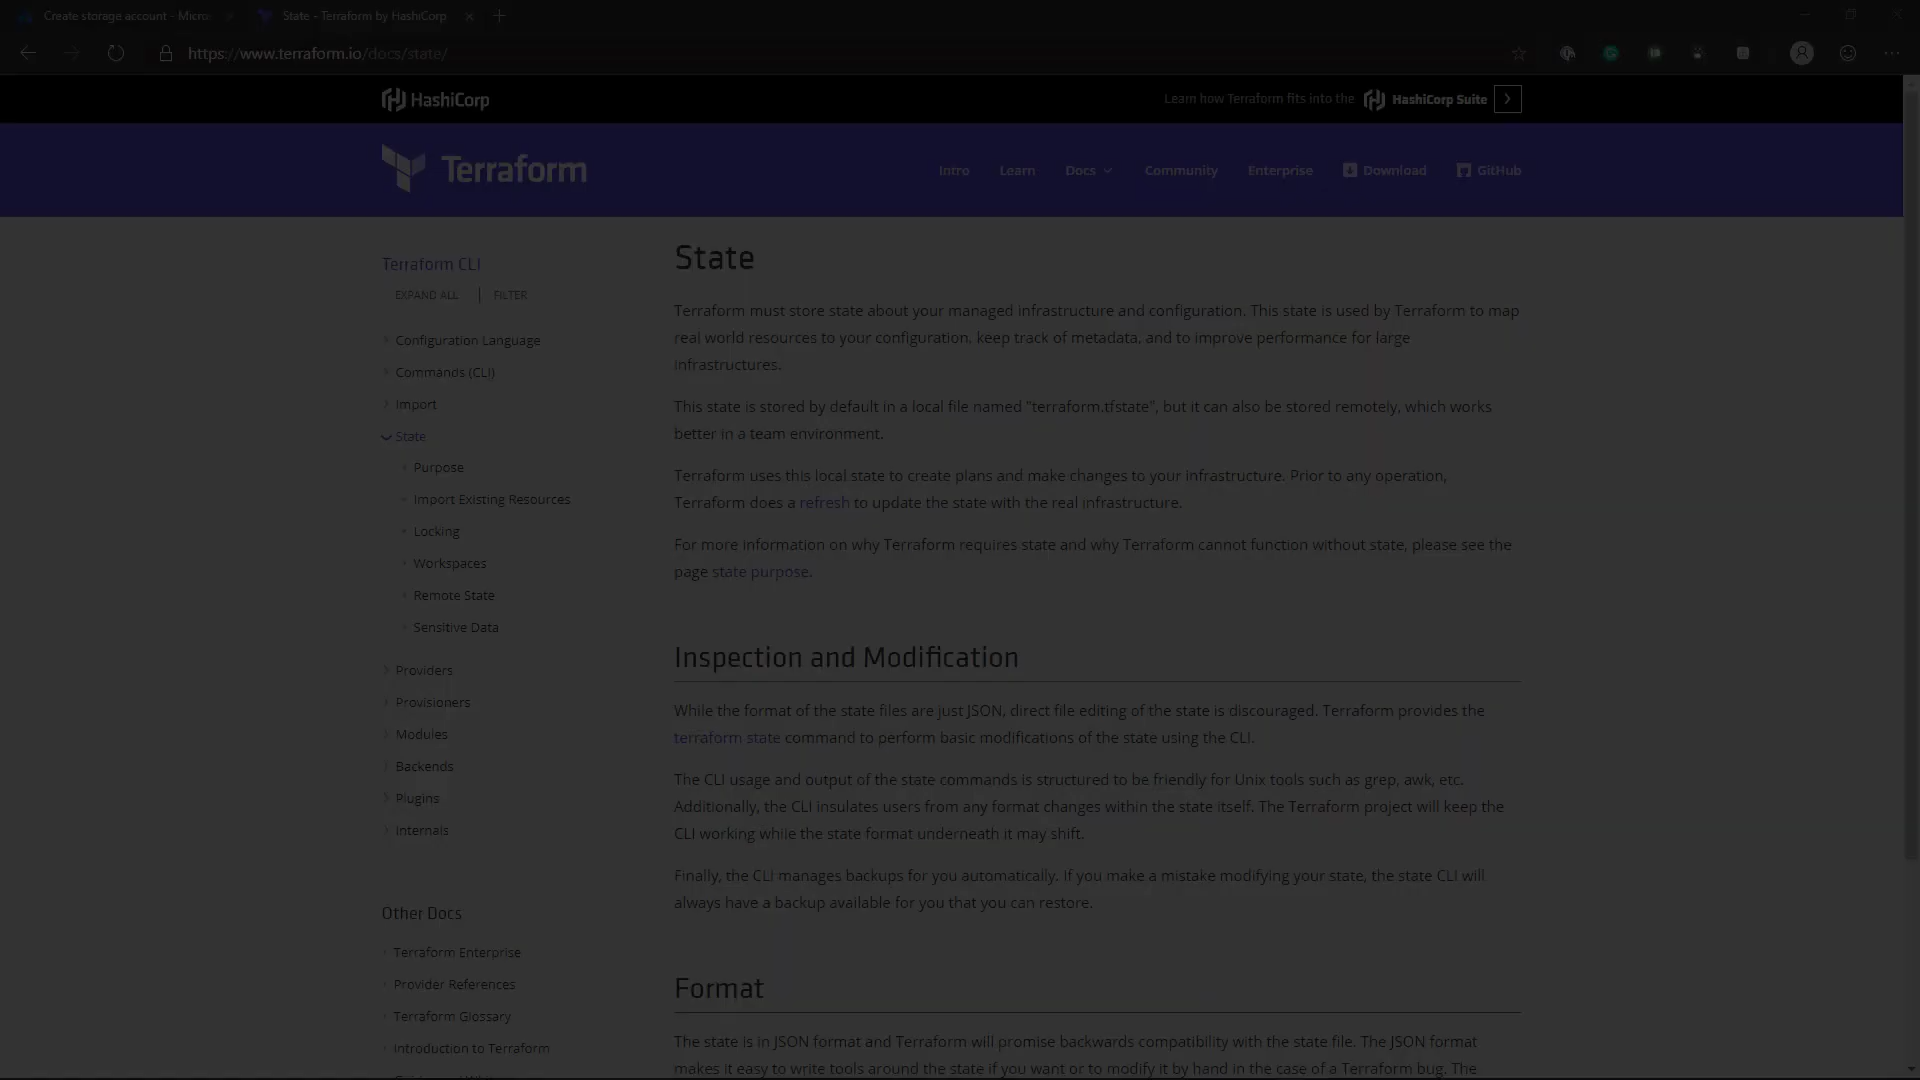 Create storage account - Micro
State - Terraform by HashiCorp
https://www.terraform.io/docs/state/
HashiCorp
Learn how Terraform fits into the HashiCorp Suite
Terraform
Intro Learn Docs Community Enterprise Download GitHub
Terraform CLI
EXPAND ALL | FILTER
Configuration Language
Commands (CLI)
Import
State
Purpose
Import Existing Resources
Locking
Workspaces
Remote State
Sensitive Data
Providers
Provisioners
Modules
Backends
Plugins
Internals
Other Docs
Terraform Enterprise
Provider References
Terraform Glossary
Introduction to Terraform
State
Terraform must store state about your managed infrastructure and configuration. This state is used by Terraform to map
real world resources to your configuration, keep track of metadata, and to improve performance for large
infrastructures.
This state is stored by default in a local file named "terraform.tfstate", but it can also be stored remotely, which works
better in a team environment.
Terraform uses this local state to create plans and make changes to your infrastructure. Prior to any operation,
Terraform does a refresh to update the state with the real infrastructure.
For more information on why Terraform requires state and why Terraform cannot function without state, please see the
page state purpose.
Inspection and Modification
While the format of the state files are just JSON, direct file editing of the state is discouraged. Terraform provides the
terraform state command to perform basic modifications of the state using the CLI.
The CLI usage and output of the state commands is structured to be friendly for Unix tools such as grep, awk, etc.
Additionally, the CLI insulates users from any format changes within the state itself. The Terraform project will keep the
CLI working while the state format underneath it may shift.
Finally, the CLI manages backups for you automatically. If you make a mistake modifying your state, the state CLI will
always have a backup available for you that you can restore.
Format
The state is in JSON format and Terraform will promise backwards compatibility with the state file. The JSON format
makes it easy to write tools around the state if you want or to modify it by hand in the case of a Terraform bug. The